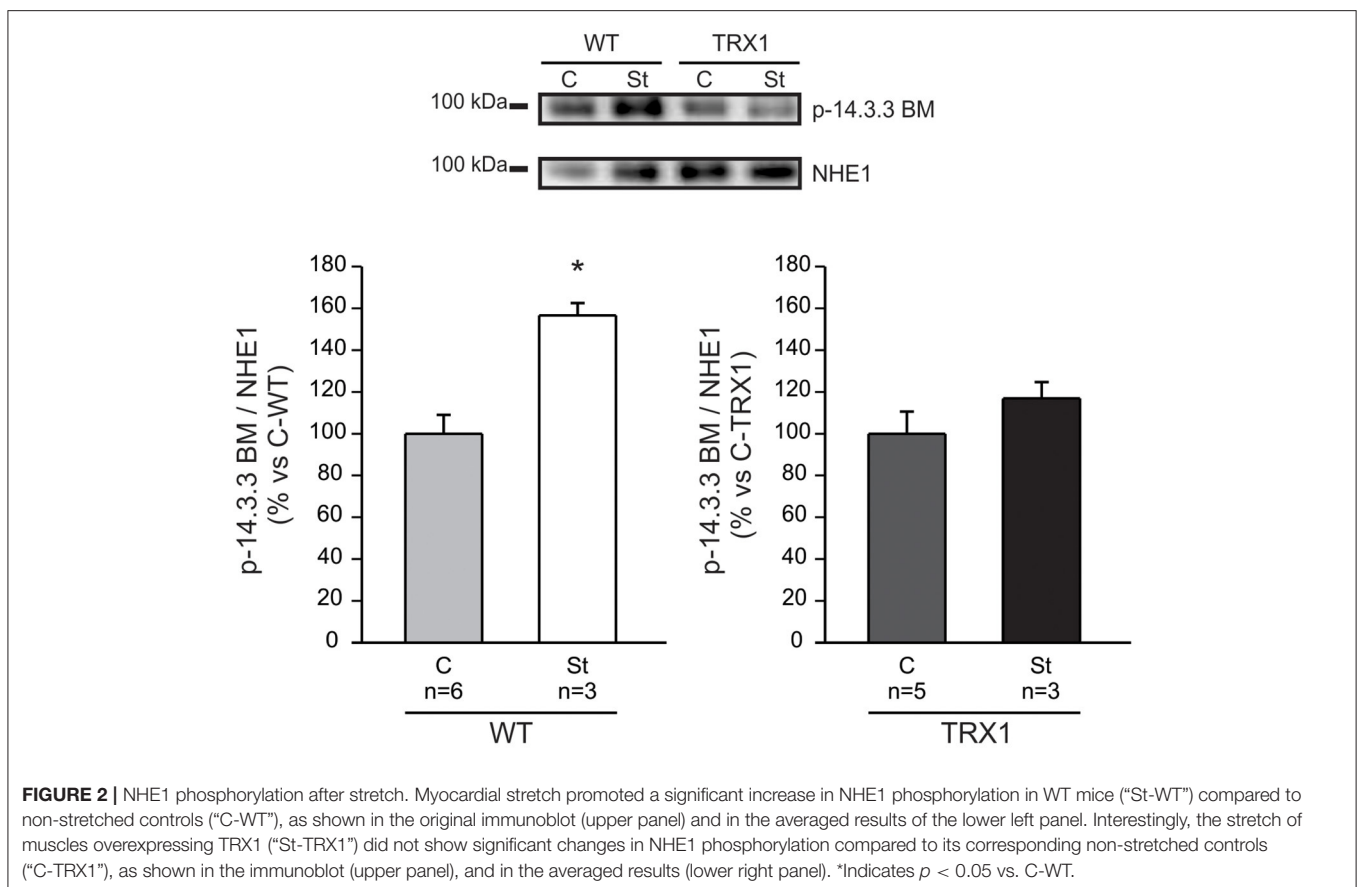 WT TRX1
C St C St
100 kDa p-14.3.3 BM
100 kDa NHE1
p-14.3.3 BM / NHE1
(% vs C-WT)
180
160
140
120
100
80
60
40
20
0
*
C St
n=6 n=3
WT
p-14.3.3 BM / NHE1
(% vs C-TRX1)
180
160
140
120
100
80
60
40
20
0
C St
n=5 n=3
TRX1
FIGURE 2 | NHE1 phosphorylation after stretch. Myocardial stretch promoted a significant increase in NHE1 phosphorylation in WT mice (“St-WT”) compared to
non-stretched controls (“C-WT”), as shown in the original immunoblot (upper panel) and in the averaged results of the lower left panel. Interestingly, the stretch of
muscles overexpressing TRX1 (“St-TRX1”) did not show significant changes in NHE1 phosphorylation compared to its corresponding non-stretched controls
(“C-TRX1”), as shown in the immunoblot (upper panel), and in the averaged results (lower right panel). *Indicates p < 0.05 vs. C-WT.